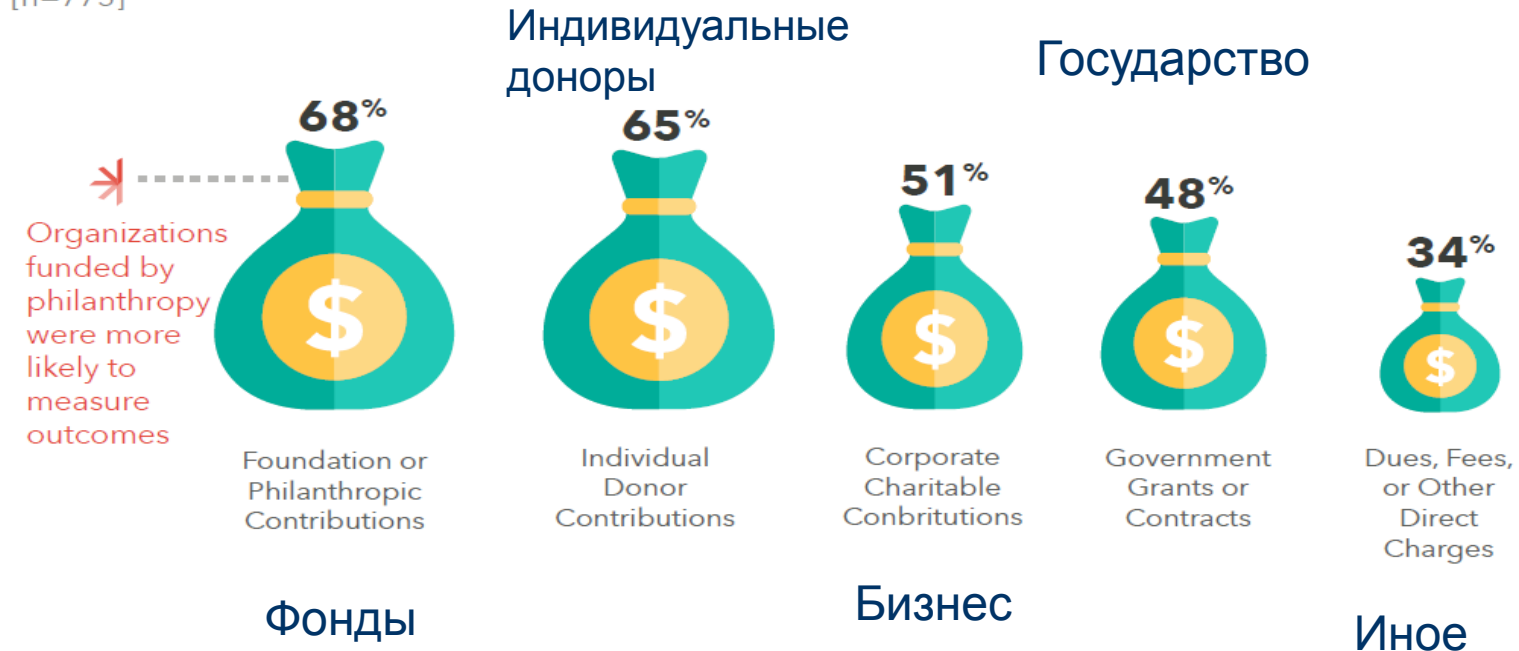 Индивидуальные
доноры
Государство
68%
65%
51%
48%
34%
Organizations
funded by
philanthropy
were more
likely to
measure
outcomes
$
$
$
$
$
Foundation or
Philanthropic
Contributions
Individual
Donor
Contributions
Corporate
Charitable
Conbritutions
Government
Grants or
Contracts
Dues, Fees,
or Other
Direct
Charges
Фонды
Бизнес
Иное